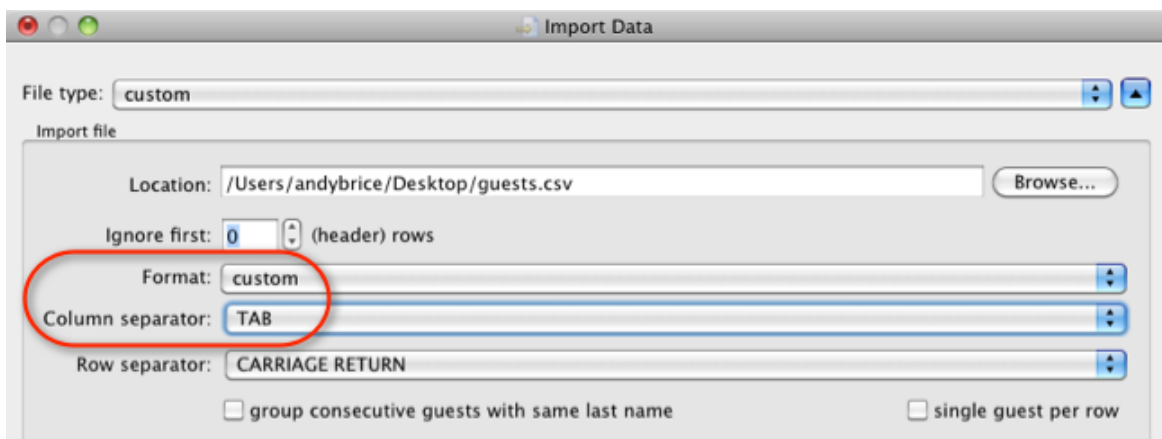 Import Data
File type: custom
Import file
Location: /Users/andybrice/Desktop/guests.csv Browse...
Ignore first: 0 (header) rows
Format: custom
Column separator: TAB
Row separator: CARRIAGE RETURN
group consecutive guests with same last name single guest per row